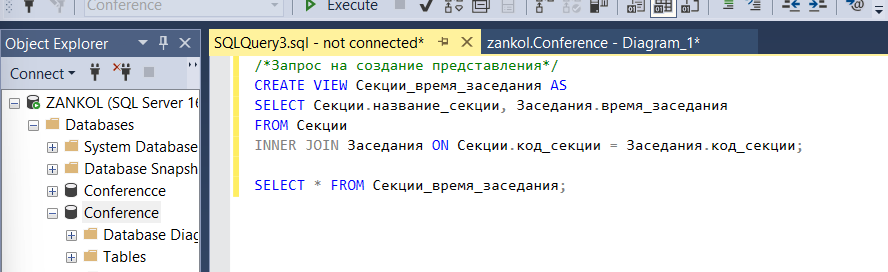 Conference
Execute
Object Explorer
SQLQuery3.sql - not connected*
zankol.Conference - Diagram_1*
Connect
ZANKOL (SQL Server 16
Databases
System Database
Database Snapsh
Conferencce
Conference
Database Diag
Tables
/*Запрос на создание представления*/
CREATE VIEW Секции_время_заседания AS
SELECT Секции.название_секции, Заседания.время_заседания
FROM Секции
INNER JOIN Заседания ON Секции.код_секции = Заседания.код_секции;
SELECT * FROM Секции_время_заседания;